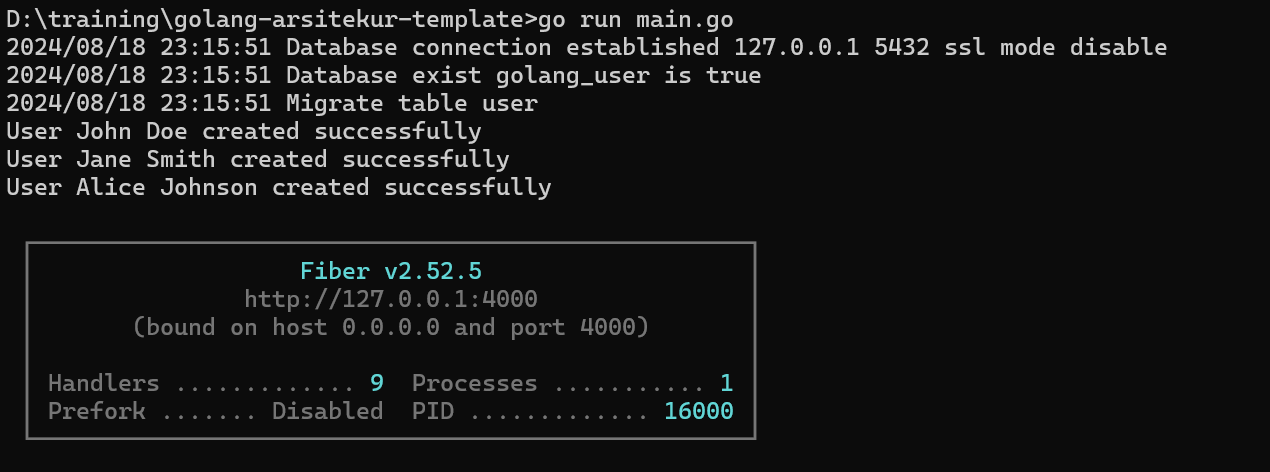 D:\training\golang-arsitekur-template>go run main.go
2024/08/18 23:15:51 Database connection established 127.0.0.1 5432 ssl mode disable
2024/08/18 23:15:51 Database exist golang_user is true
2024/08/18 23:15:51 Migrate table user
User John Doe created successfully
User Jane Smith created successfully
User Alice Johnson created successfully
Fiber v2.52.5
http://127.0.0.1:4000
(bound on host 0.0.0.0 and port 4000)
Handlers ............. 9  Processes ........... 1
Prefork ....... Disabled  PID ............. 16000